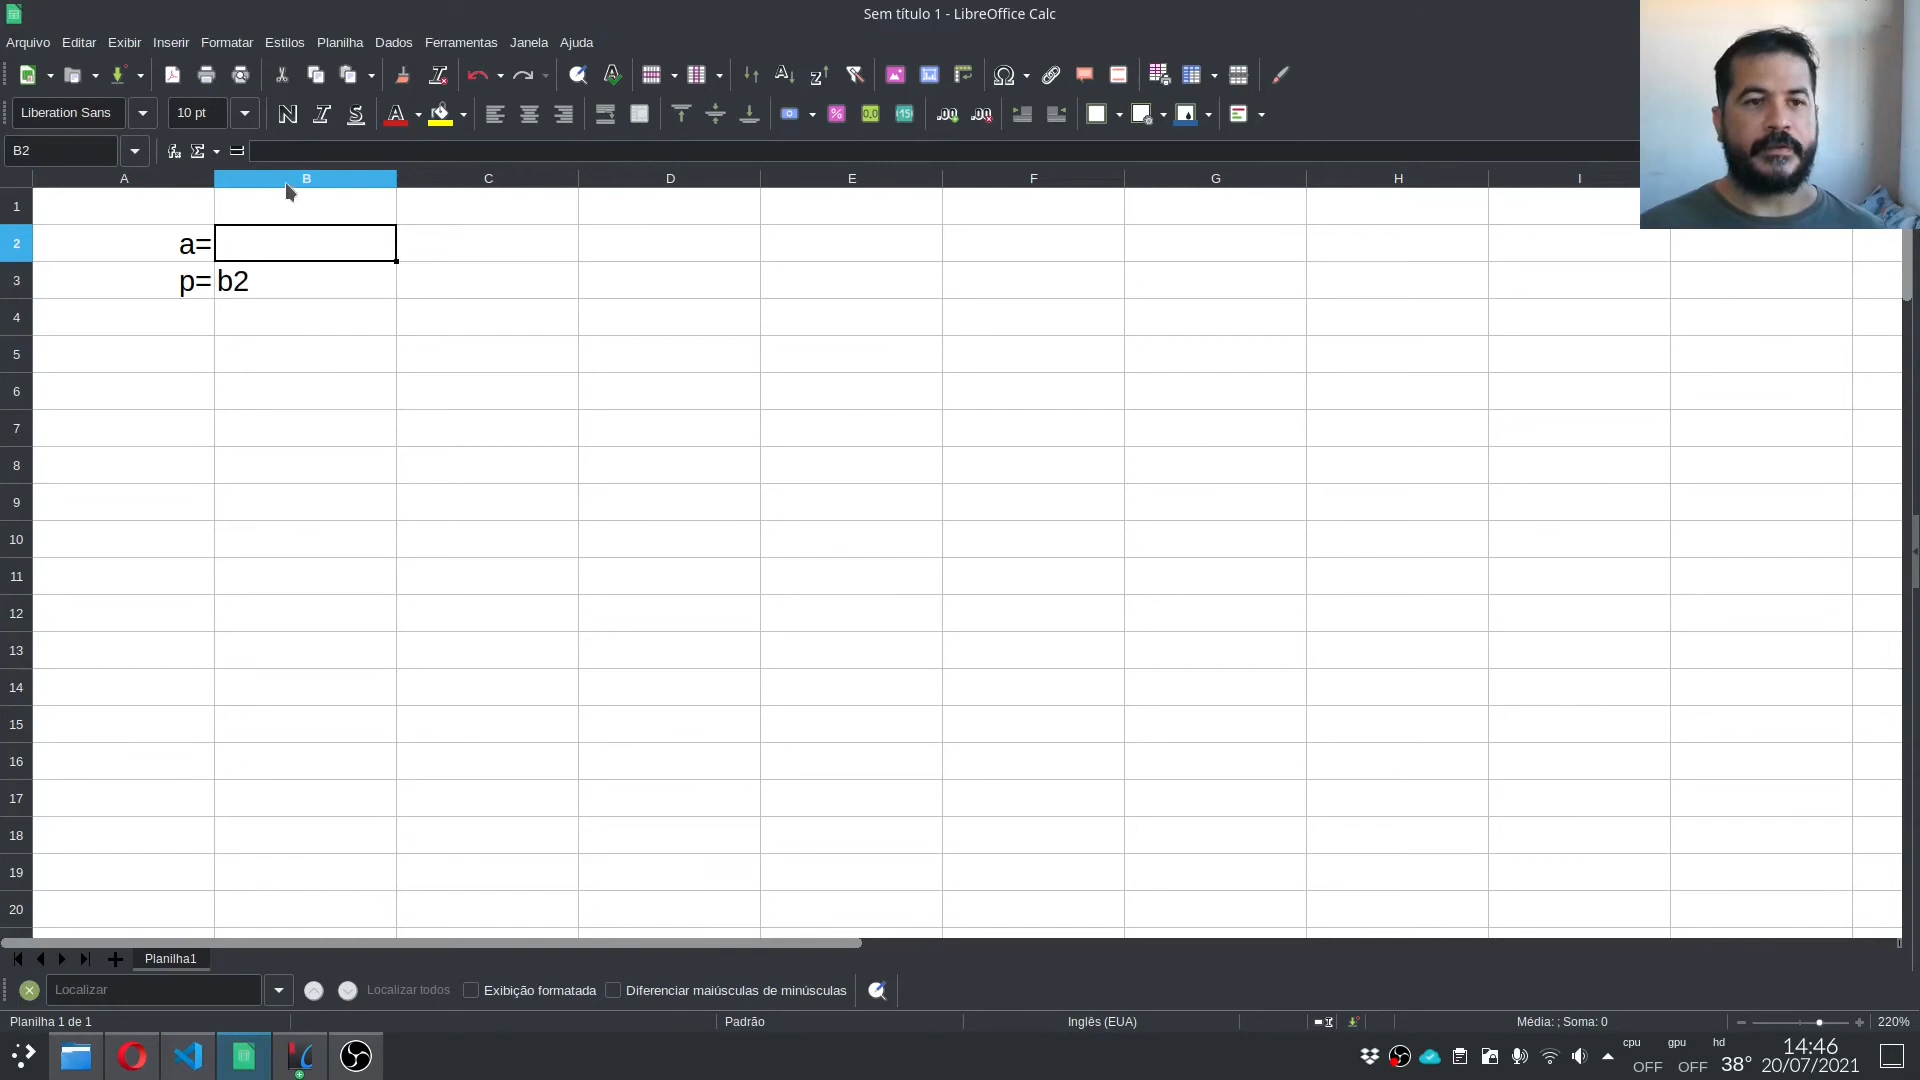 Sem título 1 - LibreOffice Calc
Arquivo Editar Exibir Inserir Formatar Estilos Planilha Dados Ferramentas Janela Ajuda
Liberation Sans 10 pt N I S A
B2 Σ =
A B C D E F G H I
1
2 a=
3 p= b2
4
5
6
7
8
9
10
11
12
13
14
15
16
17
18
19
20
Planilha1
Localizar Localizar todos Exibição formatada Diferenciar maiúsculas de minúsculas
Planilha 1 de 1 Padrão Inglês (EUA) Média: ; Soma: 0 220%
cpu gpu hd
OFF OFF 38°
14:46
20/07/2021